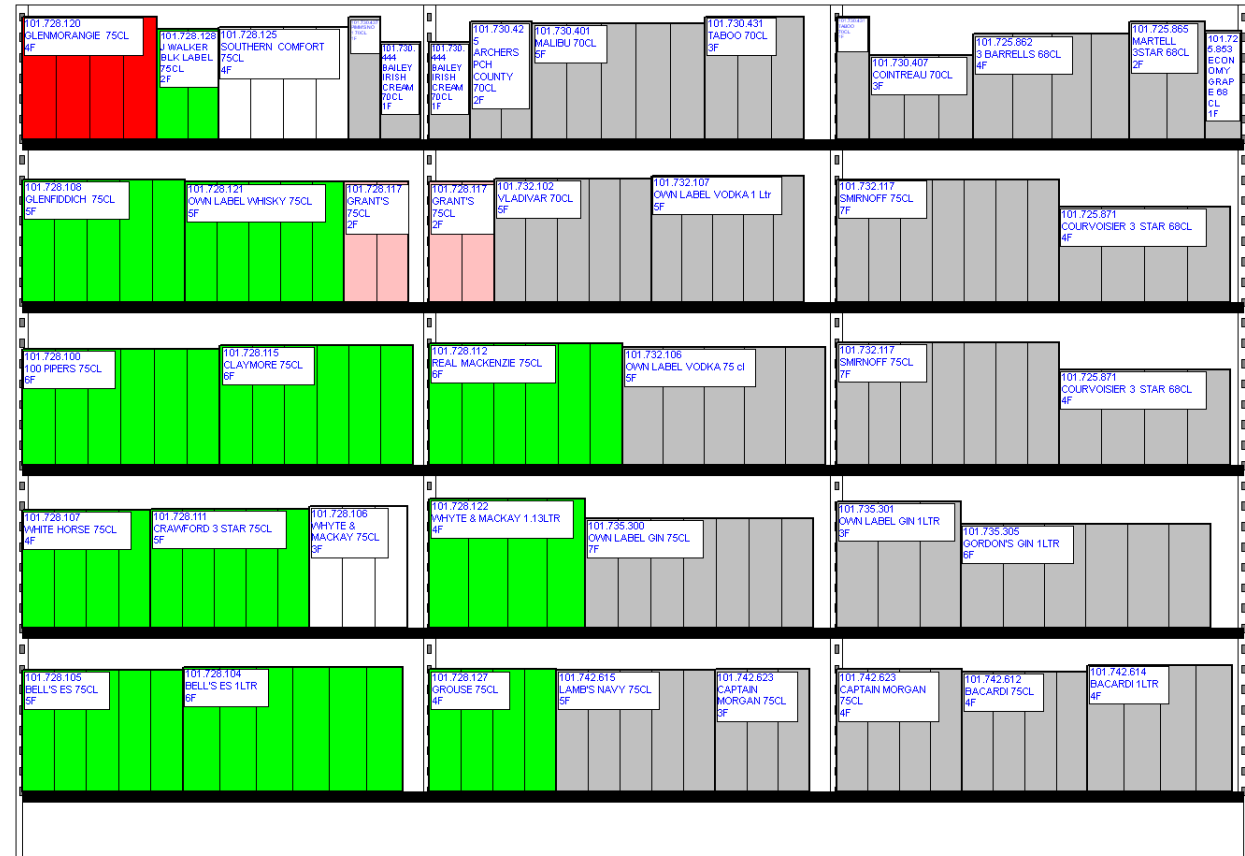 101.728.120
GLENMORANGIE 75CL
4F
101.728.128
J WALKER
BLK LABEL
75CL
2F
101.728.125
SOUTHERN COMFORT
75CL
4F
101.730.
444
BAILEY
IRISH
CREAM
70CL
1F
101.730.
444
BAILEY
IRISH
CREAM
70CL
1F
101.730.42
5
ARCHERS
PCH
COUNTY
70CL
2F
101.730.401
MALIBU 70CL
5F
101.730.431
TABOO 70CL
3F
101.730.431
TABOO
70CL
1F
101.730.407
COINTREAU 70CL
3F
101.725.862
3 BARRELLS 68CL
4F
101.725.865
MARTELL
3STAR 68CL
2F
101.72
5.853
ECON
OMY
GRAP
E 68
CL
1F
101.728.108
GLENFIDDICH 75CL
5F
101.728.121
OWN LABEL WHISKY 75CL
5F
101.728.117
GRANT'S
75CL
2F
101.728.117
GRANT'S
75CL
2F
101.732.102
VLADIVAR 70CL
5F
101.732.107
OWN LABEL VODKA 1 Ltr
5F
101.732.117
SMIRNOFF 75CL
7F
101.725.871
COURVOISIER 3 STAR 68CL
4F
101.728.100
100 PIPERS 75CL
6F
101.728.115
CLAYMORE 75CL
6F
101.728.112
REAL MACKENZIE 75CL
6F
101.732.106
OWN LABEL VODKA 75 cl
5F
101.732.117
SMIRNOFF 75CL
7F
101.725.871
COURVOISIER 3 STAR 68CL
4F
101.728.107
WHITE HORSE 75CL
4F
101.728.111
CRAWFORD 3 STAR 75CL
5F
101.728.106
WHYTE &
MACKAY 75CL
3F
101.728.122
WHYTE & MACKAY 1.13LTR
4F
101.735.300
OWN LABEL GIN 75CL
7F
101.735.301
OWN LABEL GIN 1LTR
3F
101.735.305
GORDON'S GIN 1LTR
6F
101.728.105
BELL'S ES 75CL
5F
101.728.104
BELL'S ES 1LTR
6F
101.728.127
GROUSE 75CL
4F
101.742.615
LAMB'S NAVY 75CL
5F
101.742.623
CAPTAIN
MORGAN 75CL
3F
101.742.623
CAPTAIN MORGAN
75CL
4F
101.742.612
BACARDI 75CL
4F
101.742.614
BACARDI 1LTR
4F